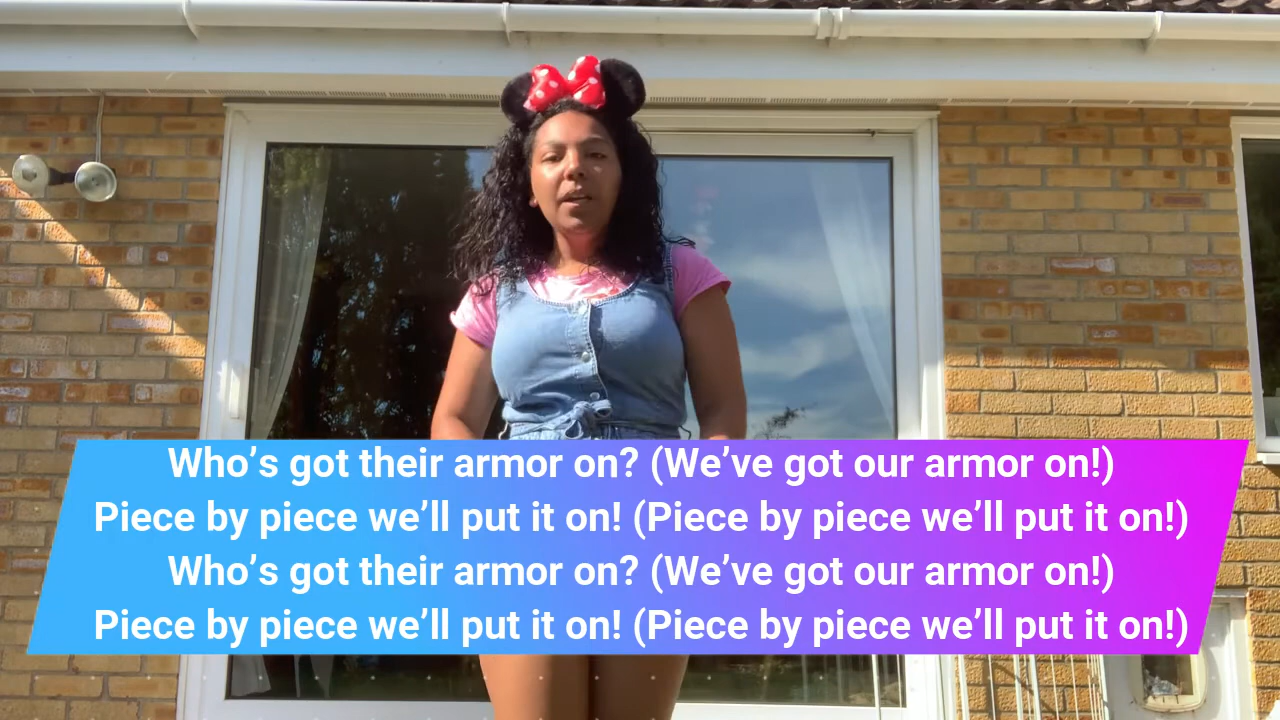 Who’s got their armor on? (We’ve got our armor on!)
Piece by piece we’ll put it on! (Piece by piece we’ll put it on!)
Who’s got their armor on? (We’ve got our armor on!)
Piece by piece we’ll put it on! (Piece by piece we’ll put it on!)